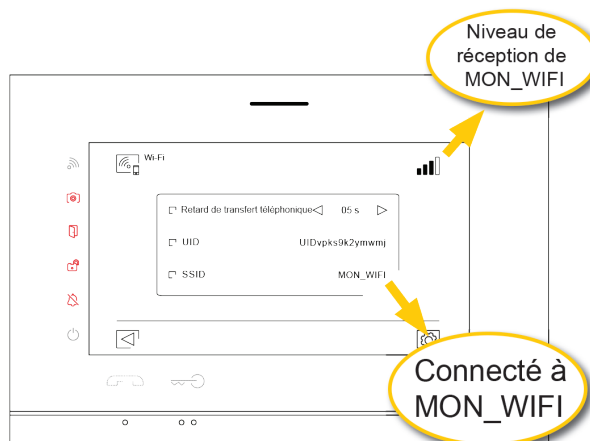 Niveau de
réception de
MON_WIFI
Wi-Fi
Retard de transfert téléphonique 05 s
UID UIDvpks9k2ymwmj
SSID MON_WIFI
Connecté à
MON_WIFI